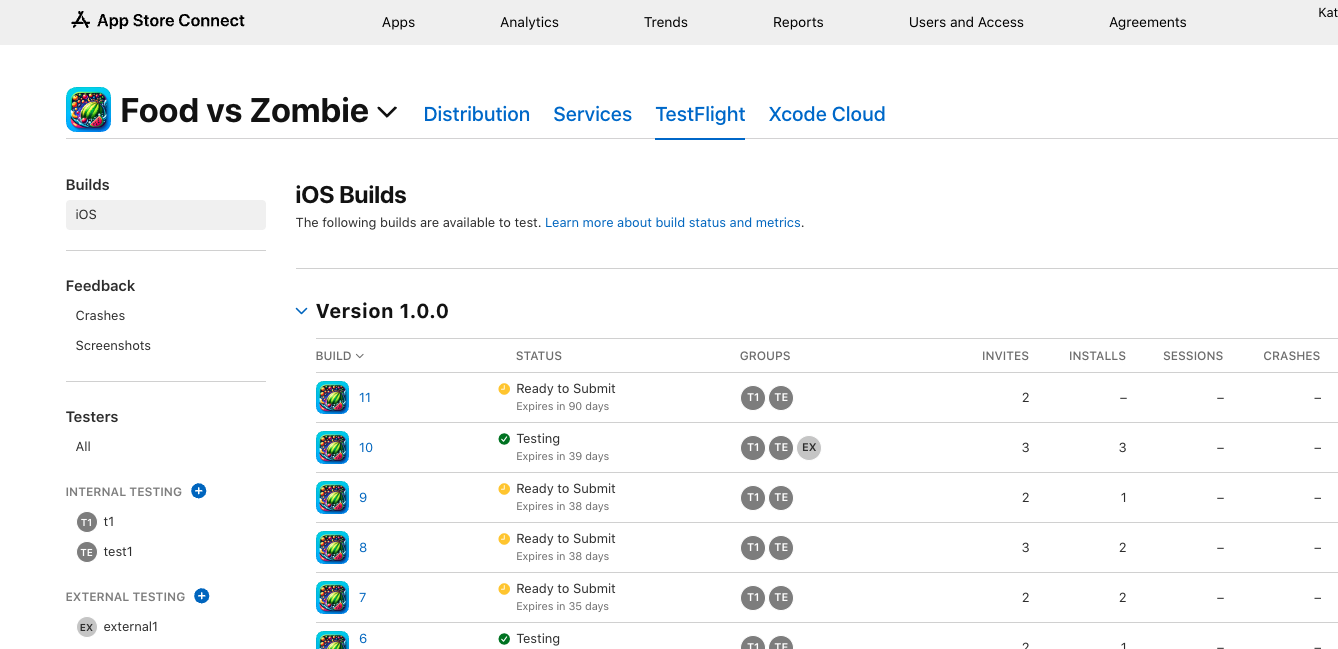 App Store Connect
Apps Analytics Trends Reports Users and Access Agreements
Kat
Food vs Zombie Distribution Services TestFlight Xcode Cloud
Builds
iOS
Feedback
Crashes
Screenshots
Testers
All
INTERNAL TESTING
T1 t1
TE test1
EXTERNAL TESTING
EX external1
iOS Builds
The following builds are available to test. Learn more about build status and metrics.
Version 1.0.0
BUILD STATUS GROUPS INVITES INSTALLS SESSIONS CRASHES
11 Ready to Submit T1 TE 2 – – –
Expires in 90 days
10 Testing T1 TE EX 3 3 – –
Expires in 39 days
9 Ready to Submit T1 TE 2 1 – –
Expires in 38 days
8 Ready to Submit T1 TE 3 2 – –
Expires in 38 days
7 Ready to Submit T1 TE 2 2 – –
Expires in 35 days
6 Testing T1 TE 2 1 – –